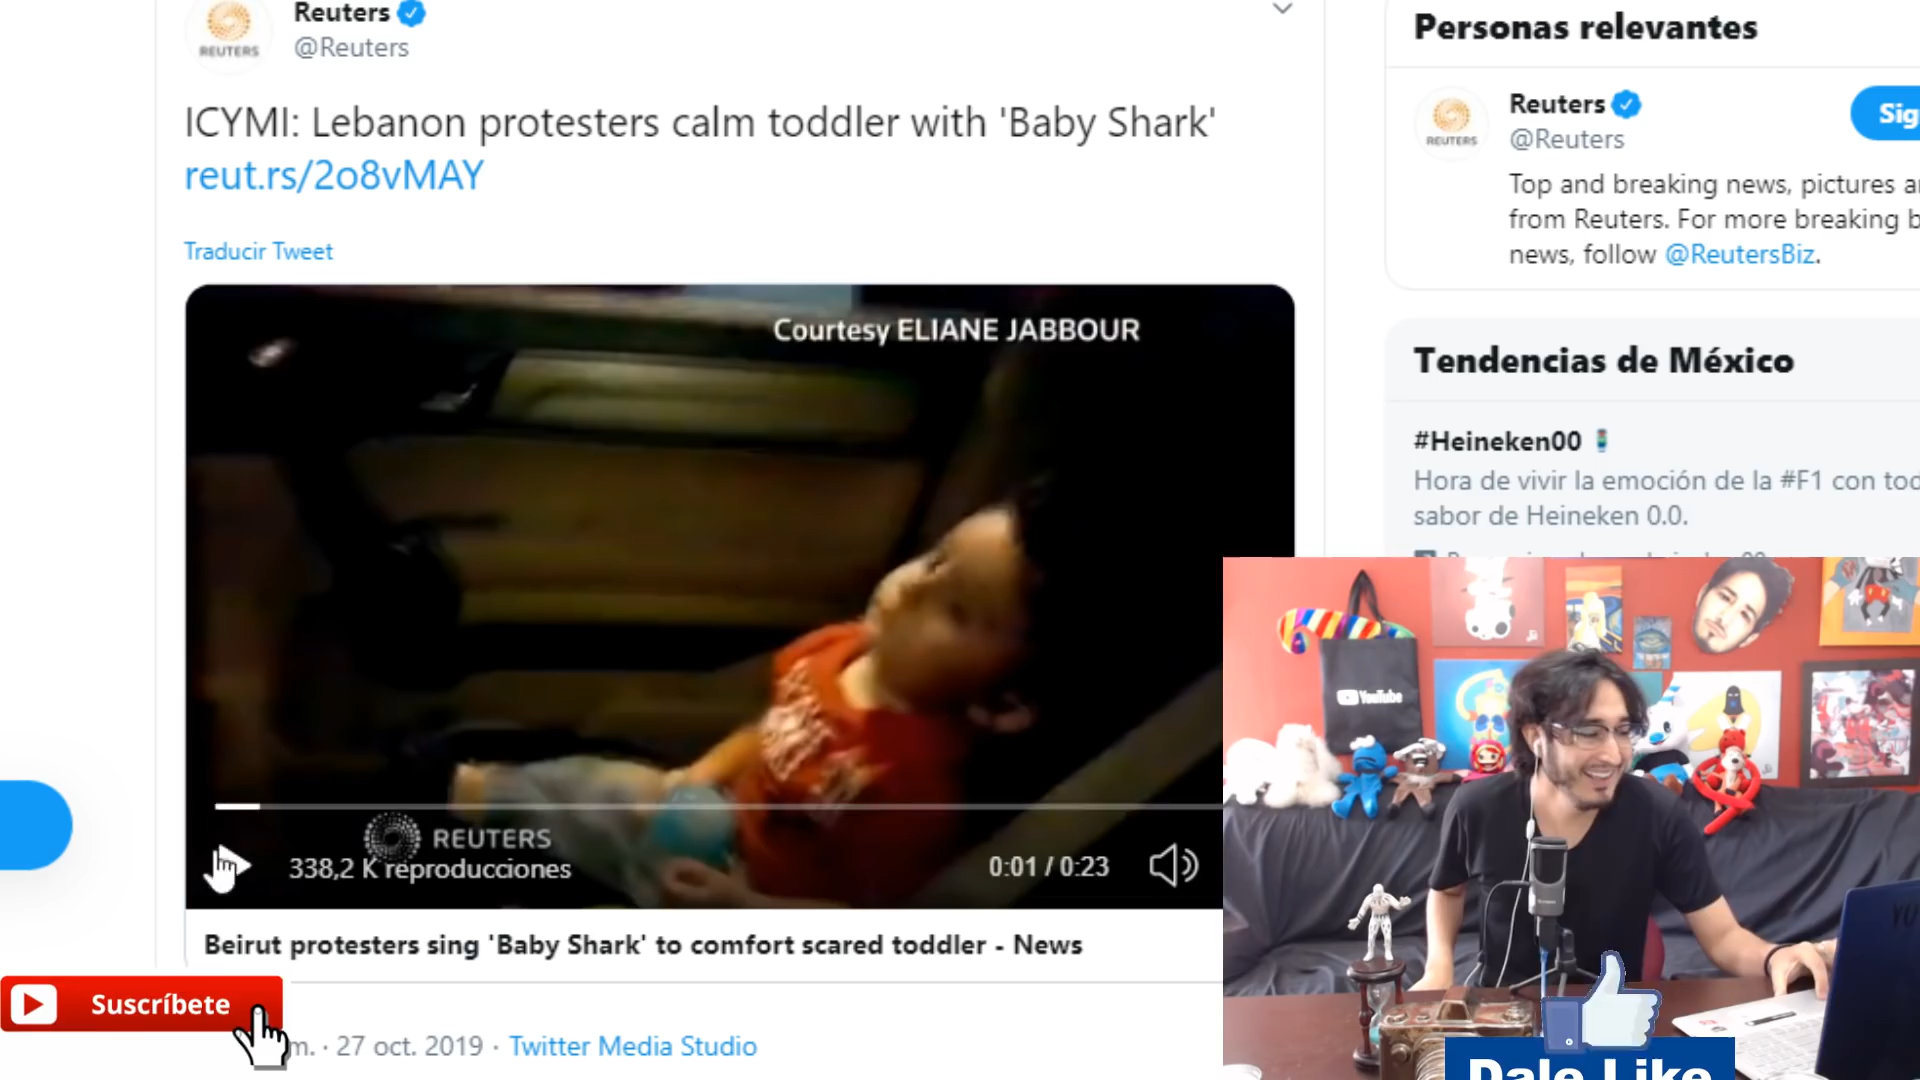 Reuters
@Reuters
REUTERS
ICYMI: Lebanon protesters calm toddler with 'Baby Shark'
reut.rs/2o8vMAY
Traducir Tweet
Courtesy ELIANE JABBOUR
REUTERS
338,2 K reproducciones
0:01 / 0:23
Beirut protesters sing 'Baby Shark' to comfort scared toddler - News
Suscríbete
m. · 27 oct. 2019 · Twitter Media Studio
Personas relevantes
Reuters
@Reuters
REUTERS
Sig
Top and breaking news, pictures
from Reuters. For more breaking
news, follow @ReutersBiz.
Tendencias de México
#Heineken00
Hora de vivir la emoción de la #F1 con
sabor de Heineken 0.0.
YouTube
Dale Like